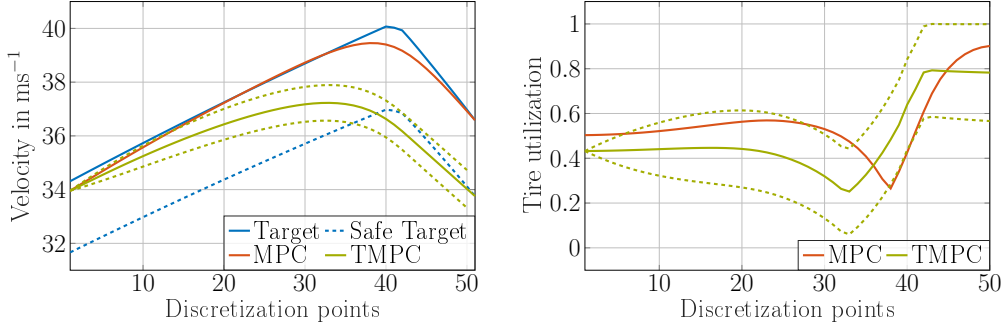 Velocity in ms⁻¹
40
38
36
34
32
10 20 30 40 50
Discretization points
Target Safe Target
MPC TMPC
Tire utilization
1
0.8
0.6
0.4
0.2
0
10 20 30 40 50
Discretization points
MPC TMPC